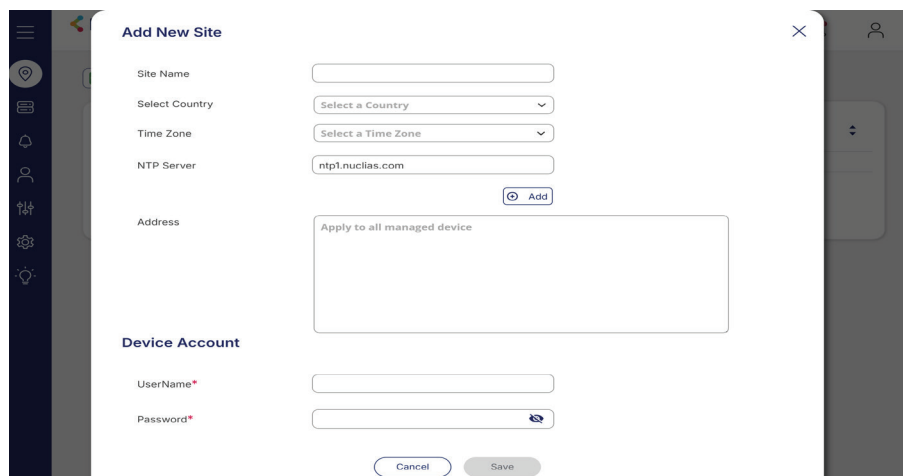 Add New Site
Site Name
Select Country Select a Country
Time Zone Select a Time Zone
NTP Server ntp1.nuclias.com
Add
Address Apply to all managed device
Device Account
UserName*
Password*
Cancel Save